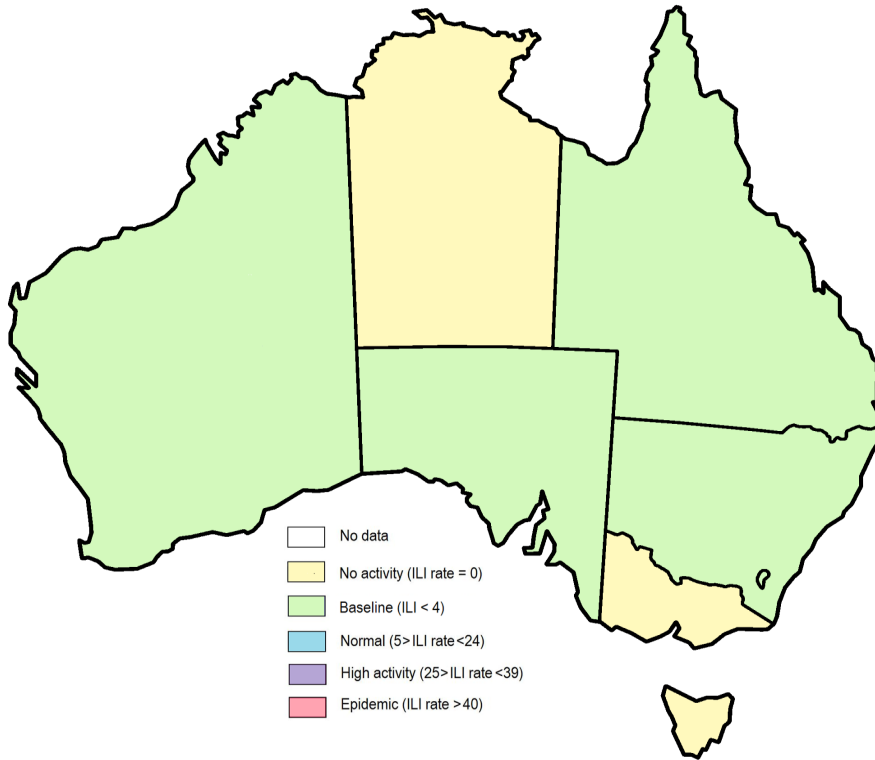 No data
No activity (ILI rate = 0)
Baseline (ILI < 4)
Normal (5> ILI rate<24)
High activity (25> ILI rate <39)
Epidemic (ILI rate >40)